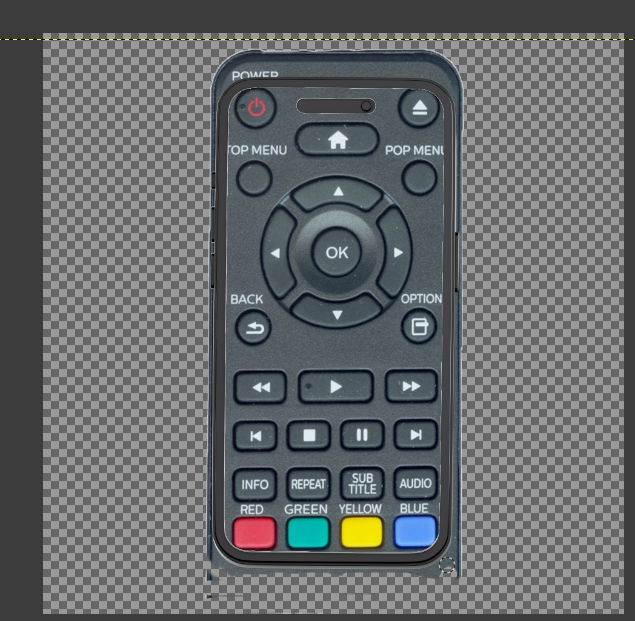 POWER
TOP MENU POP MENU
OK
BACK OPTION
INFO REPEAT SUB TITLE AUDIO
RED GREEN YELLOW BLUE